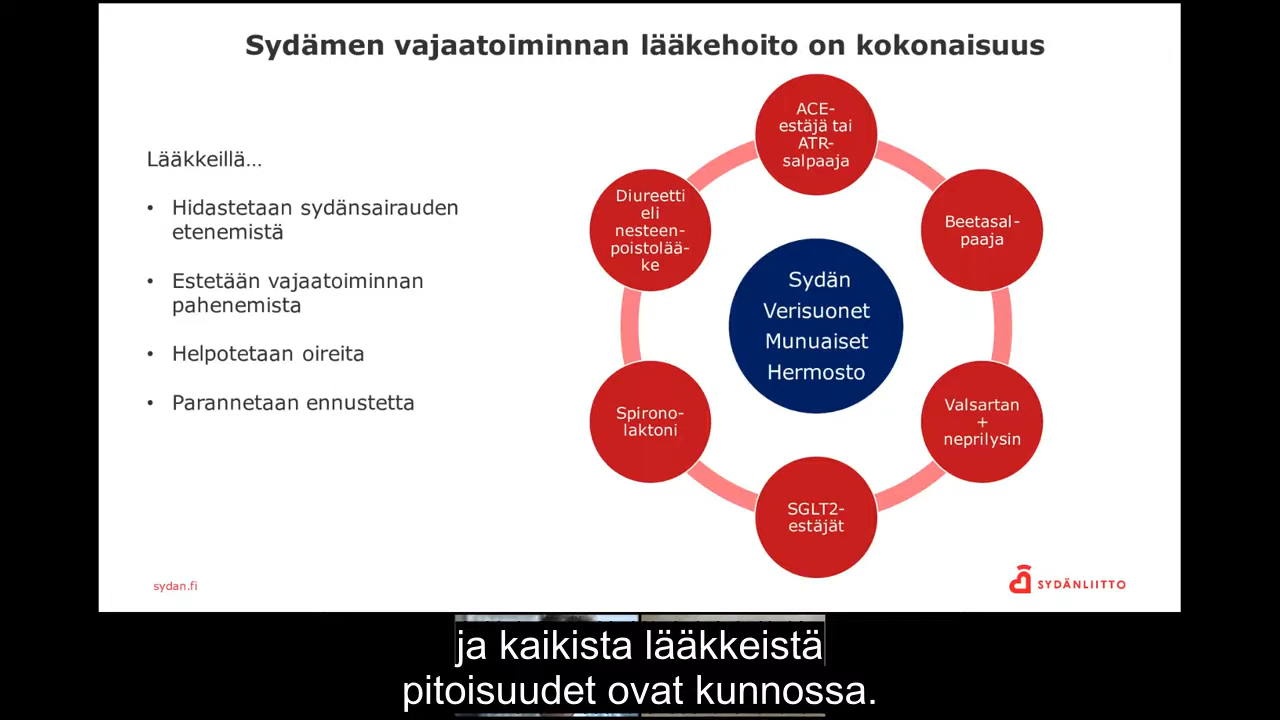 Sydämen vajaatoiminnan lääkehoito on kokonaisuus
Lääkkeillä…
• Hidastetaan sydänsairauden
etenemistä
• Estetään vajaatoiminnan
pahenemista
• Helpotetaan oireita
• Parannetaan ennustetta
ACE-
estäjä tai
ATR-
salpaaja
Beetasal-
paaja
Valsartan
+
neprilysin
SGLT2-
estäjät
Spirono-
laktoni
Diureetti
eli
nesteen-
poistolää-
ke
Sydän
Verisuonet
Munuaiset
Hermosto
sydan.fi
SYDÄNLIITTO
ja kaikista lääkkeistä
pitoisuudet ovat kunnossa.